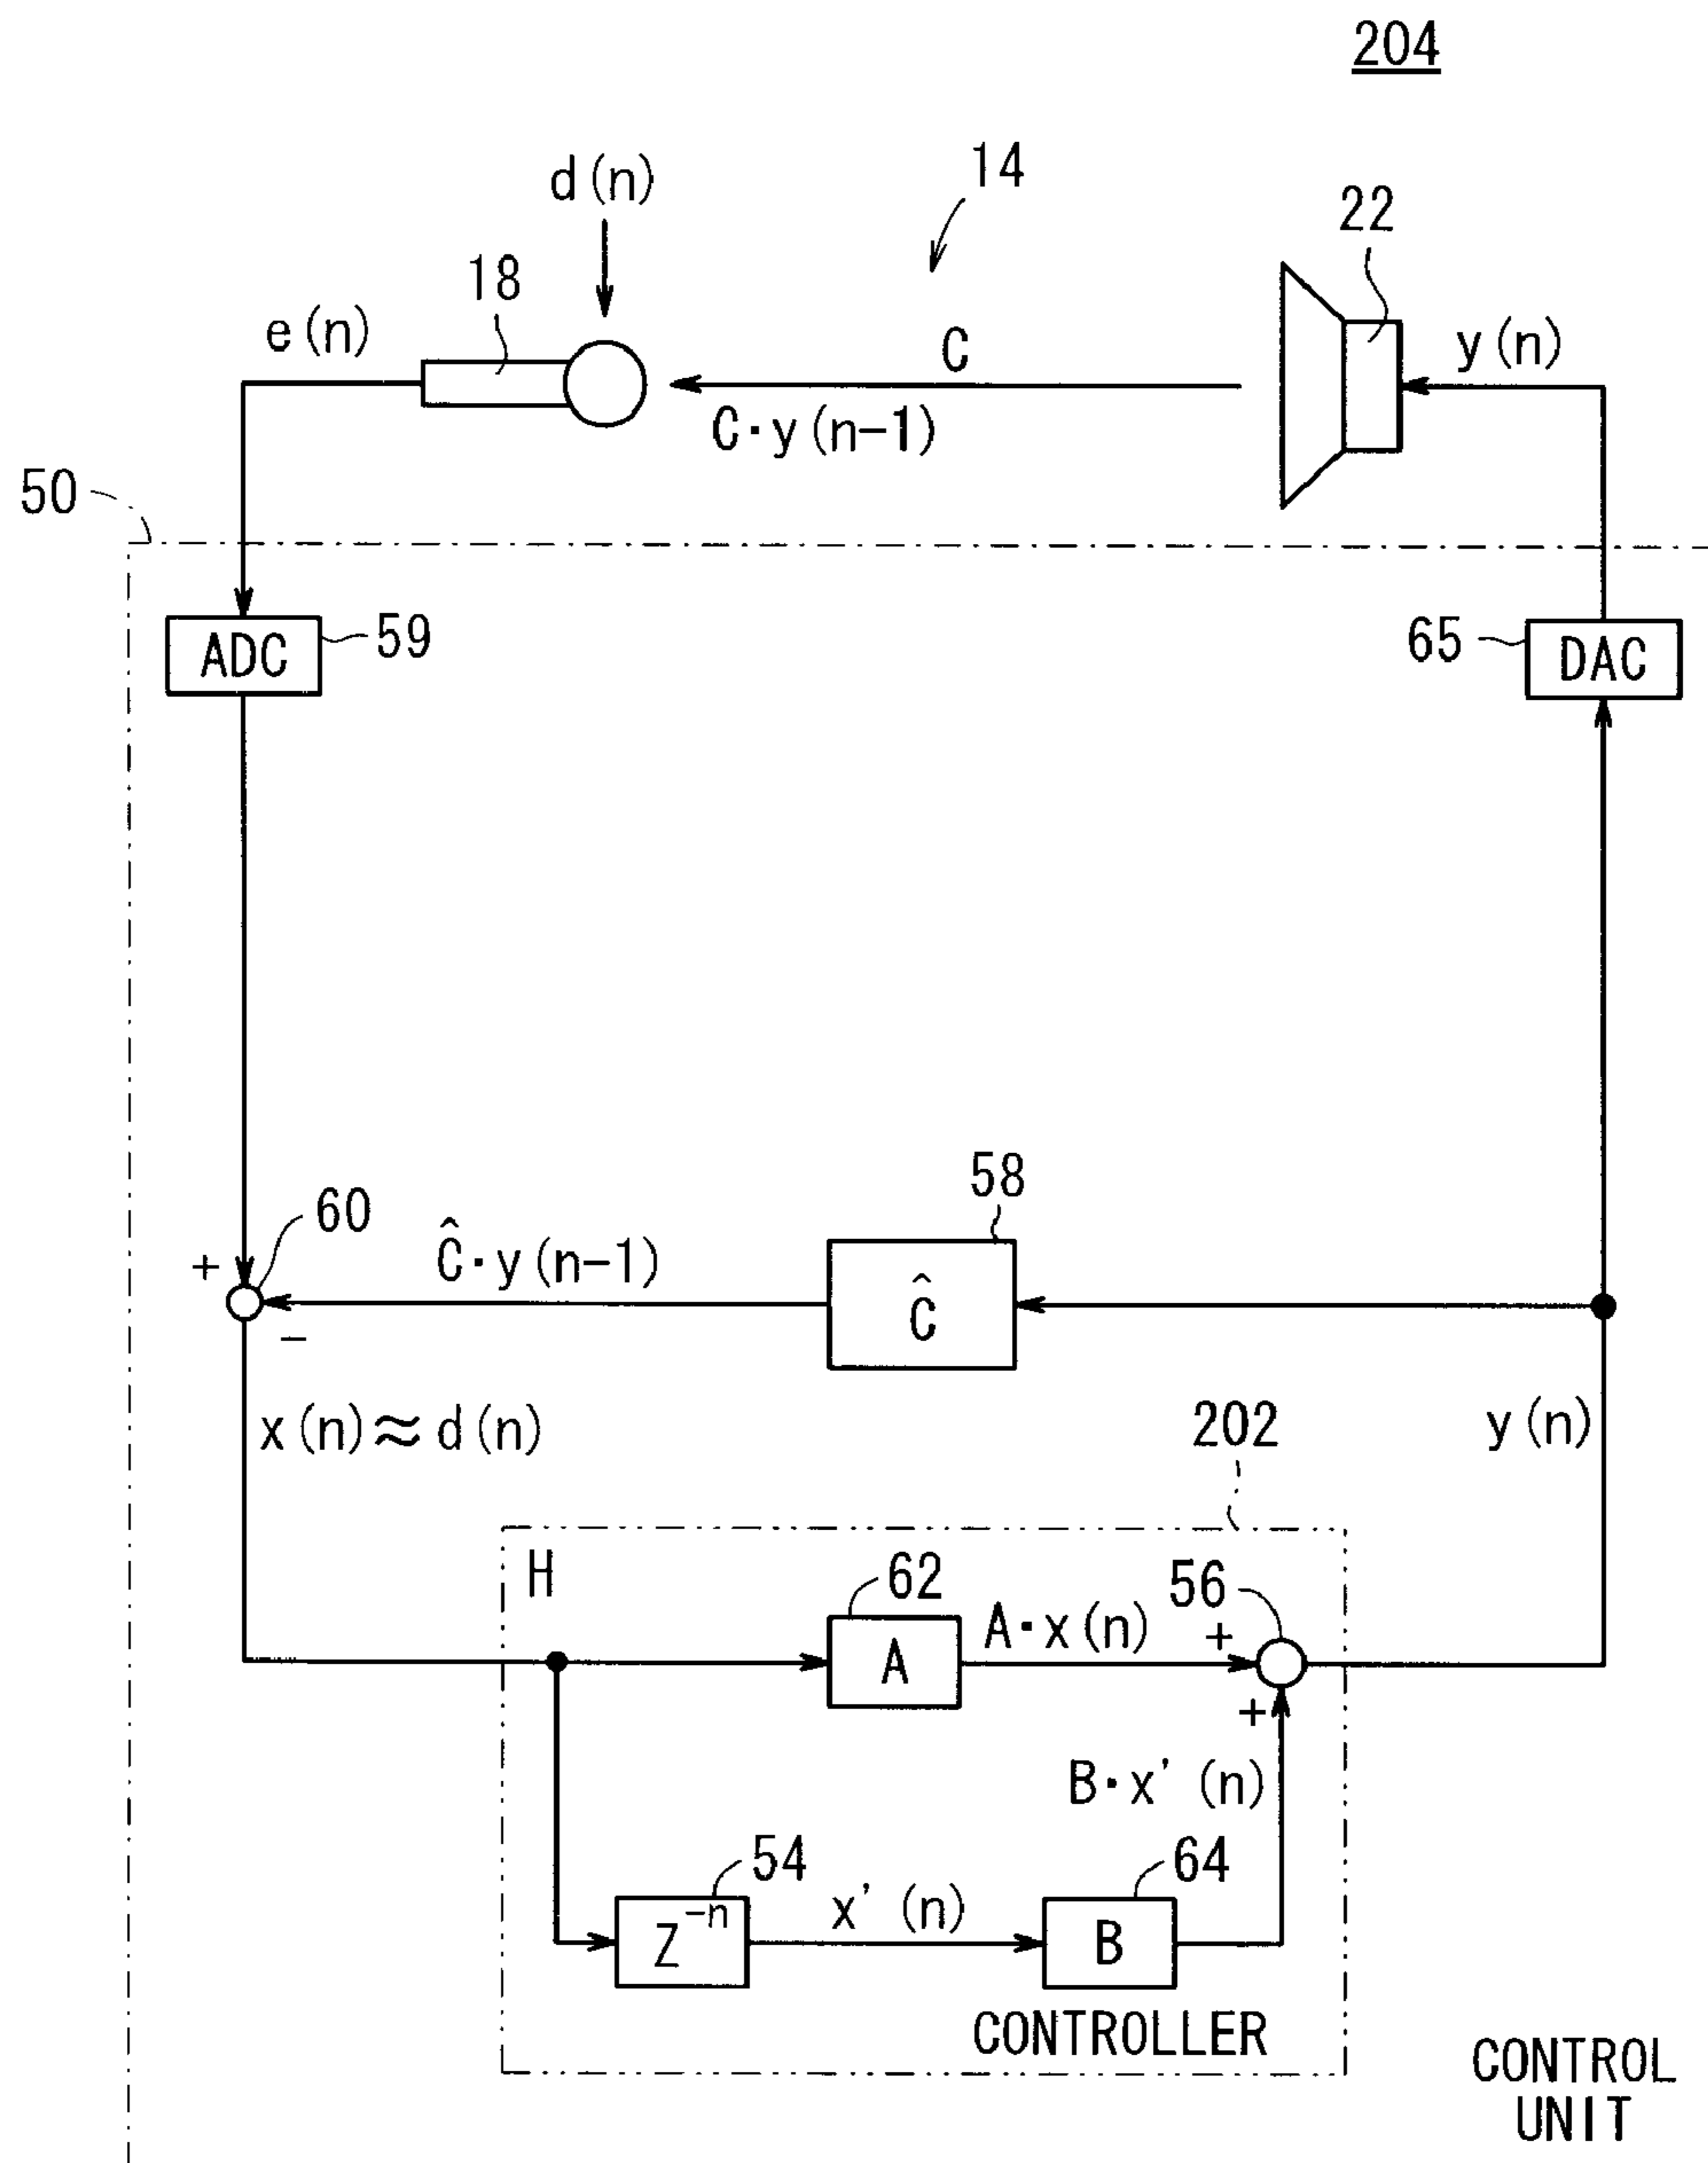 204
d(n)
14
22
18
e(n)
C
y(n)
C·y(n-1)
50
ADC
59
65
DAC
58
60
+
Ĉ·y(n-1)
Ĉ
-
x(n)≈d(n)
202
y(n)
H
62
56
A·x(n)
+
A
+
B·x'(n)
54
64
Z⁻ⁿ
x'(n)
B
CONTROLLER
CONTROL
UNIT